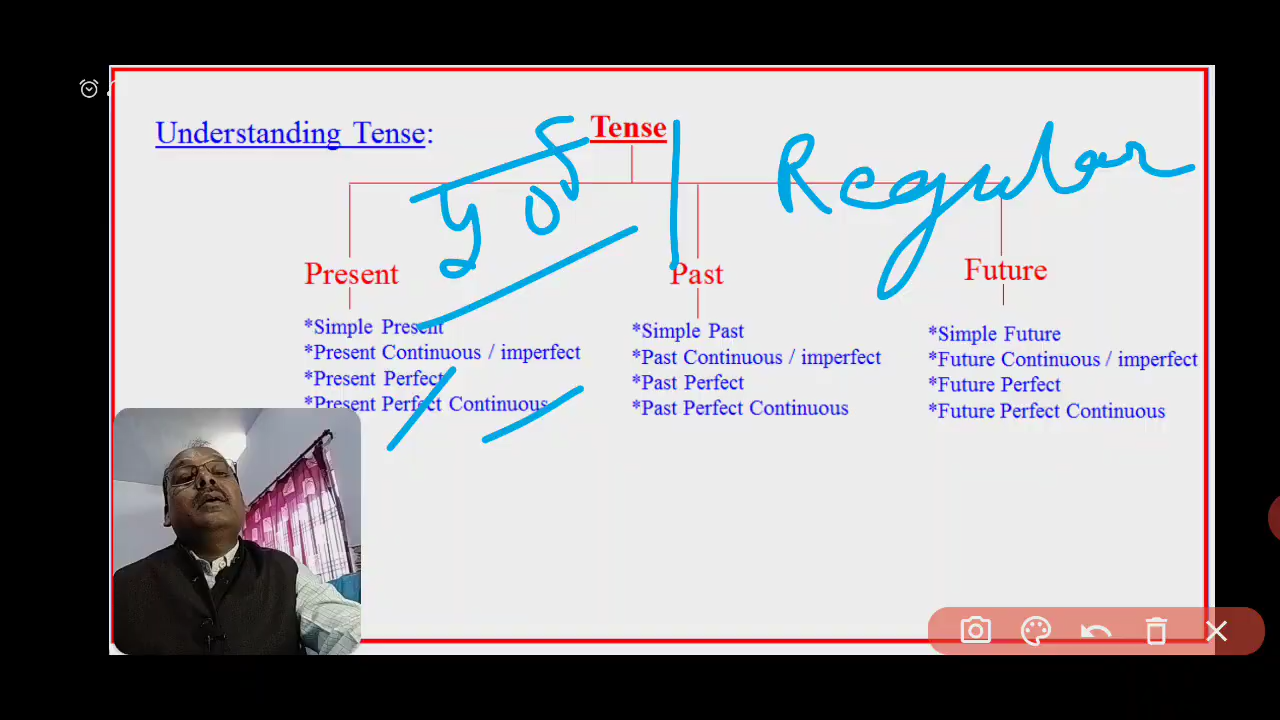 Understanding Tense:
Tense
Regular
Present
Past
Future
*Simple Present
*Present Continuous / imperfect
*Present Perfect
*Present Perfect Continuous
*Simple Past
*Past Continuous / imperfect
*Past Perfect
*Past Perfect Continuous
*Simple Future
*Future Continuous / imperfect
*Future Perfect
*Future Perfect Continuous